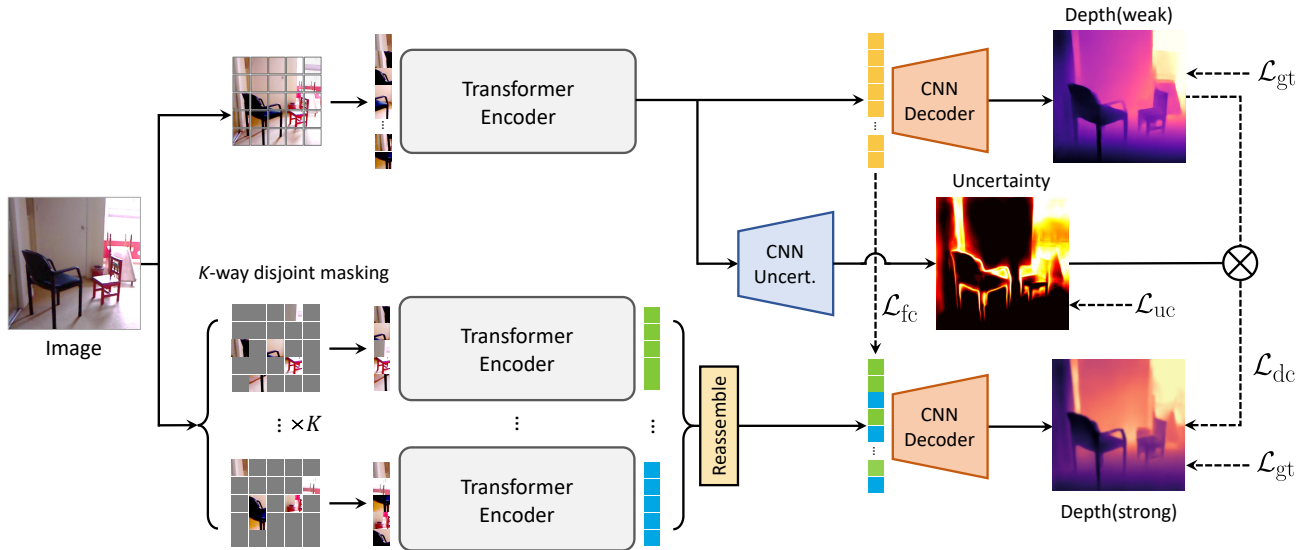 Depth(weak)
Transformer
Encoder
CNN
Decoder
ℒgt
Uncertainty
CNN
Uncert.
Image
K-way disjoint masking
ℒfc
ℒuc
ℒdc
Transformer
Encoder
⋮ × K
Reassemble
CNN
Decoder
Transformer
Encoder
ℒgt
Depth(strong)